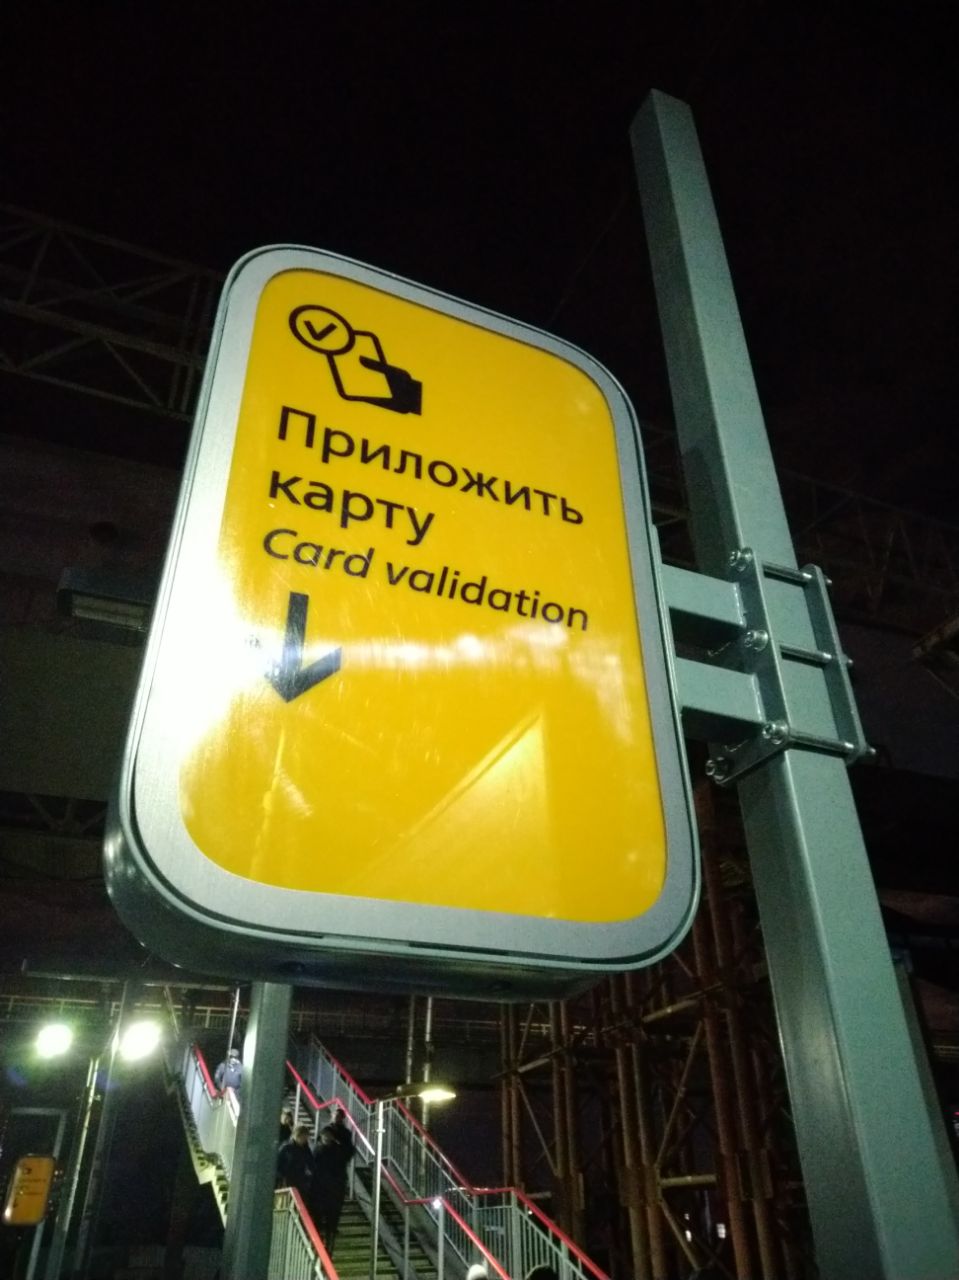 Приложить
карту
Card validation